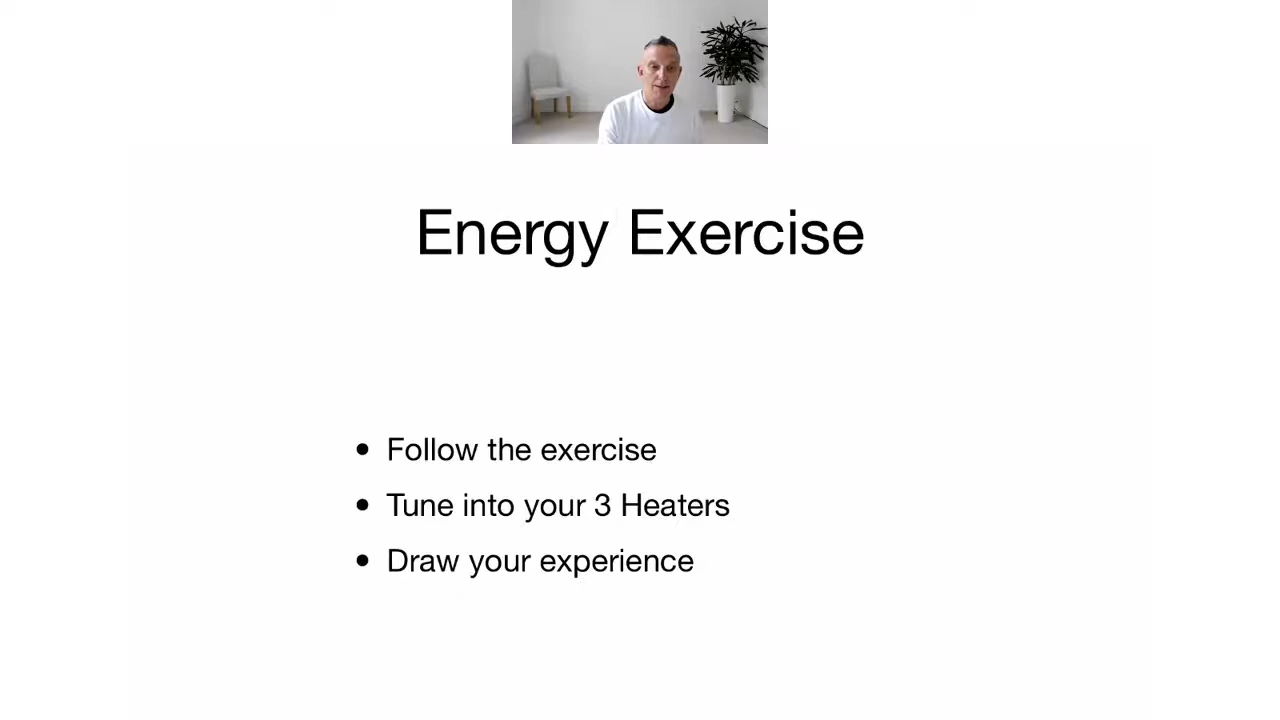 Energy Exercise
• Follow the exercise
• Tune into your 3 Heaters
• Draw your experience